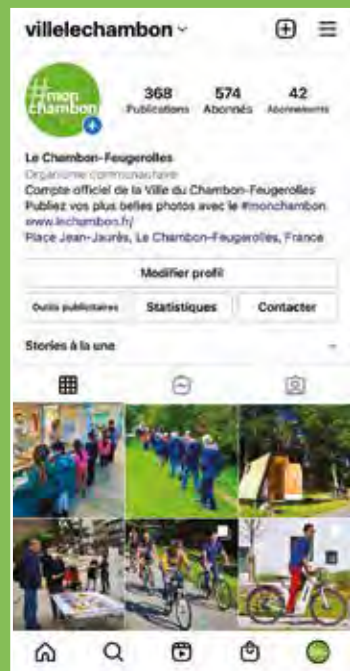 villelechambon
#mon
chambon
368 574 42
Publications Abonnés Abonnements
Le Chambon-Feugerolles
Organisme communautaire
Compte officiel de la Ville du Chambon-Feugerolles
Publiez vos plus belles photos avec le #monchambon
www.lechambon.fr/
Place Jean-Jaurès, Le Chambon-Feugerolles, France
Modifier profil
Outils publicitaires Statistiques Contacter
Stories à la une